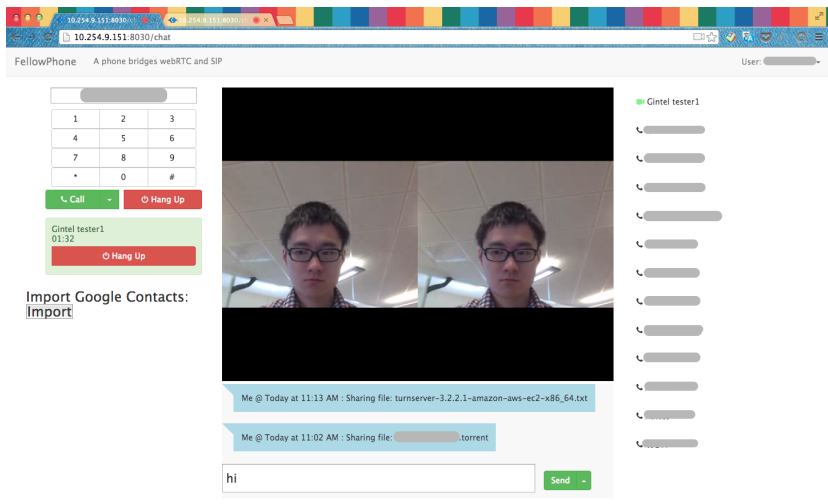 10.254.9.151:8030/ch
10.254.9.151:8030/ch
10.254.9.151:8030/chat
FellowPhone
A phone bridges webRTC and SIP
User:
1 2 3
4 5 6
7 8 9
* 0 #
Call
Hang Up
Gintel tester1
01:32
Hang Up
Import Google Contacts:
Import
Me @ Today at 11:13 AM : Sharing file: turnserver-3.2.2.1-amazon-aws-ec2-x86_64.txt
Me @ Today at 11:02 AM : Sharing file: .torrent
hi
Send
Gintel tester1